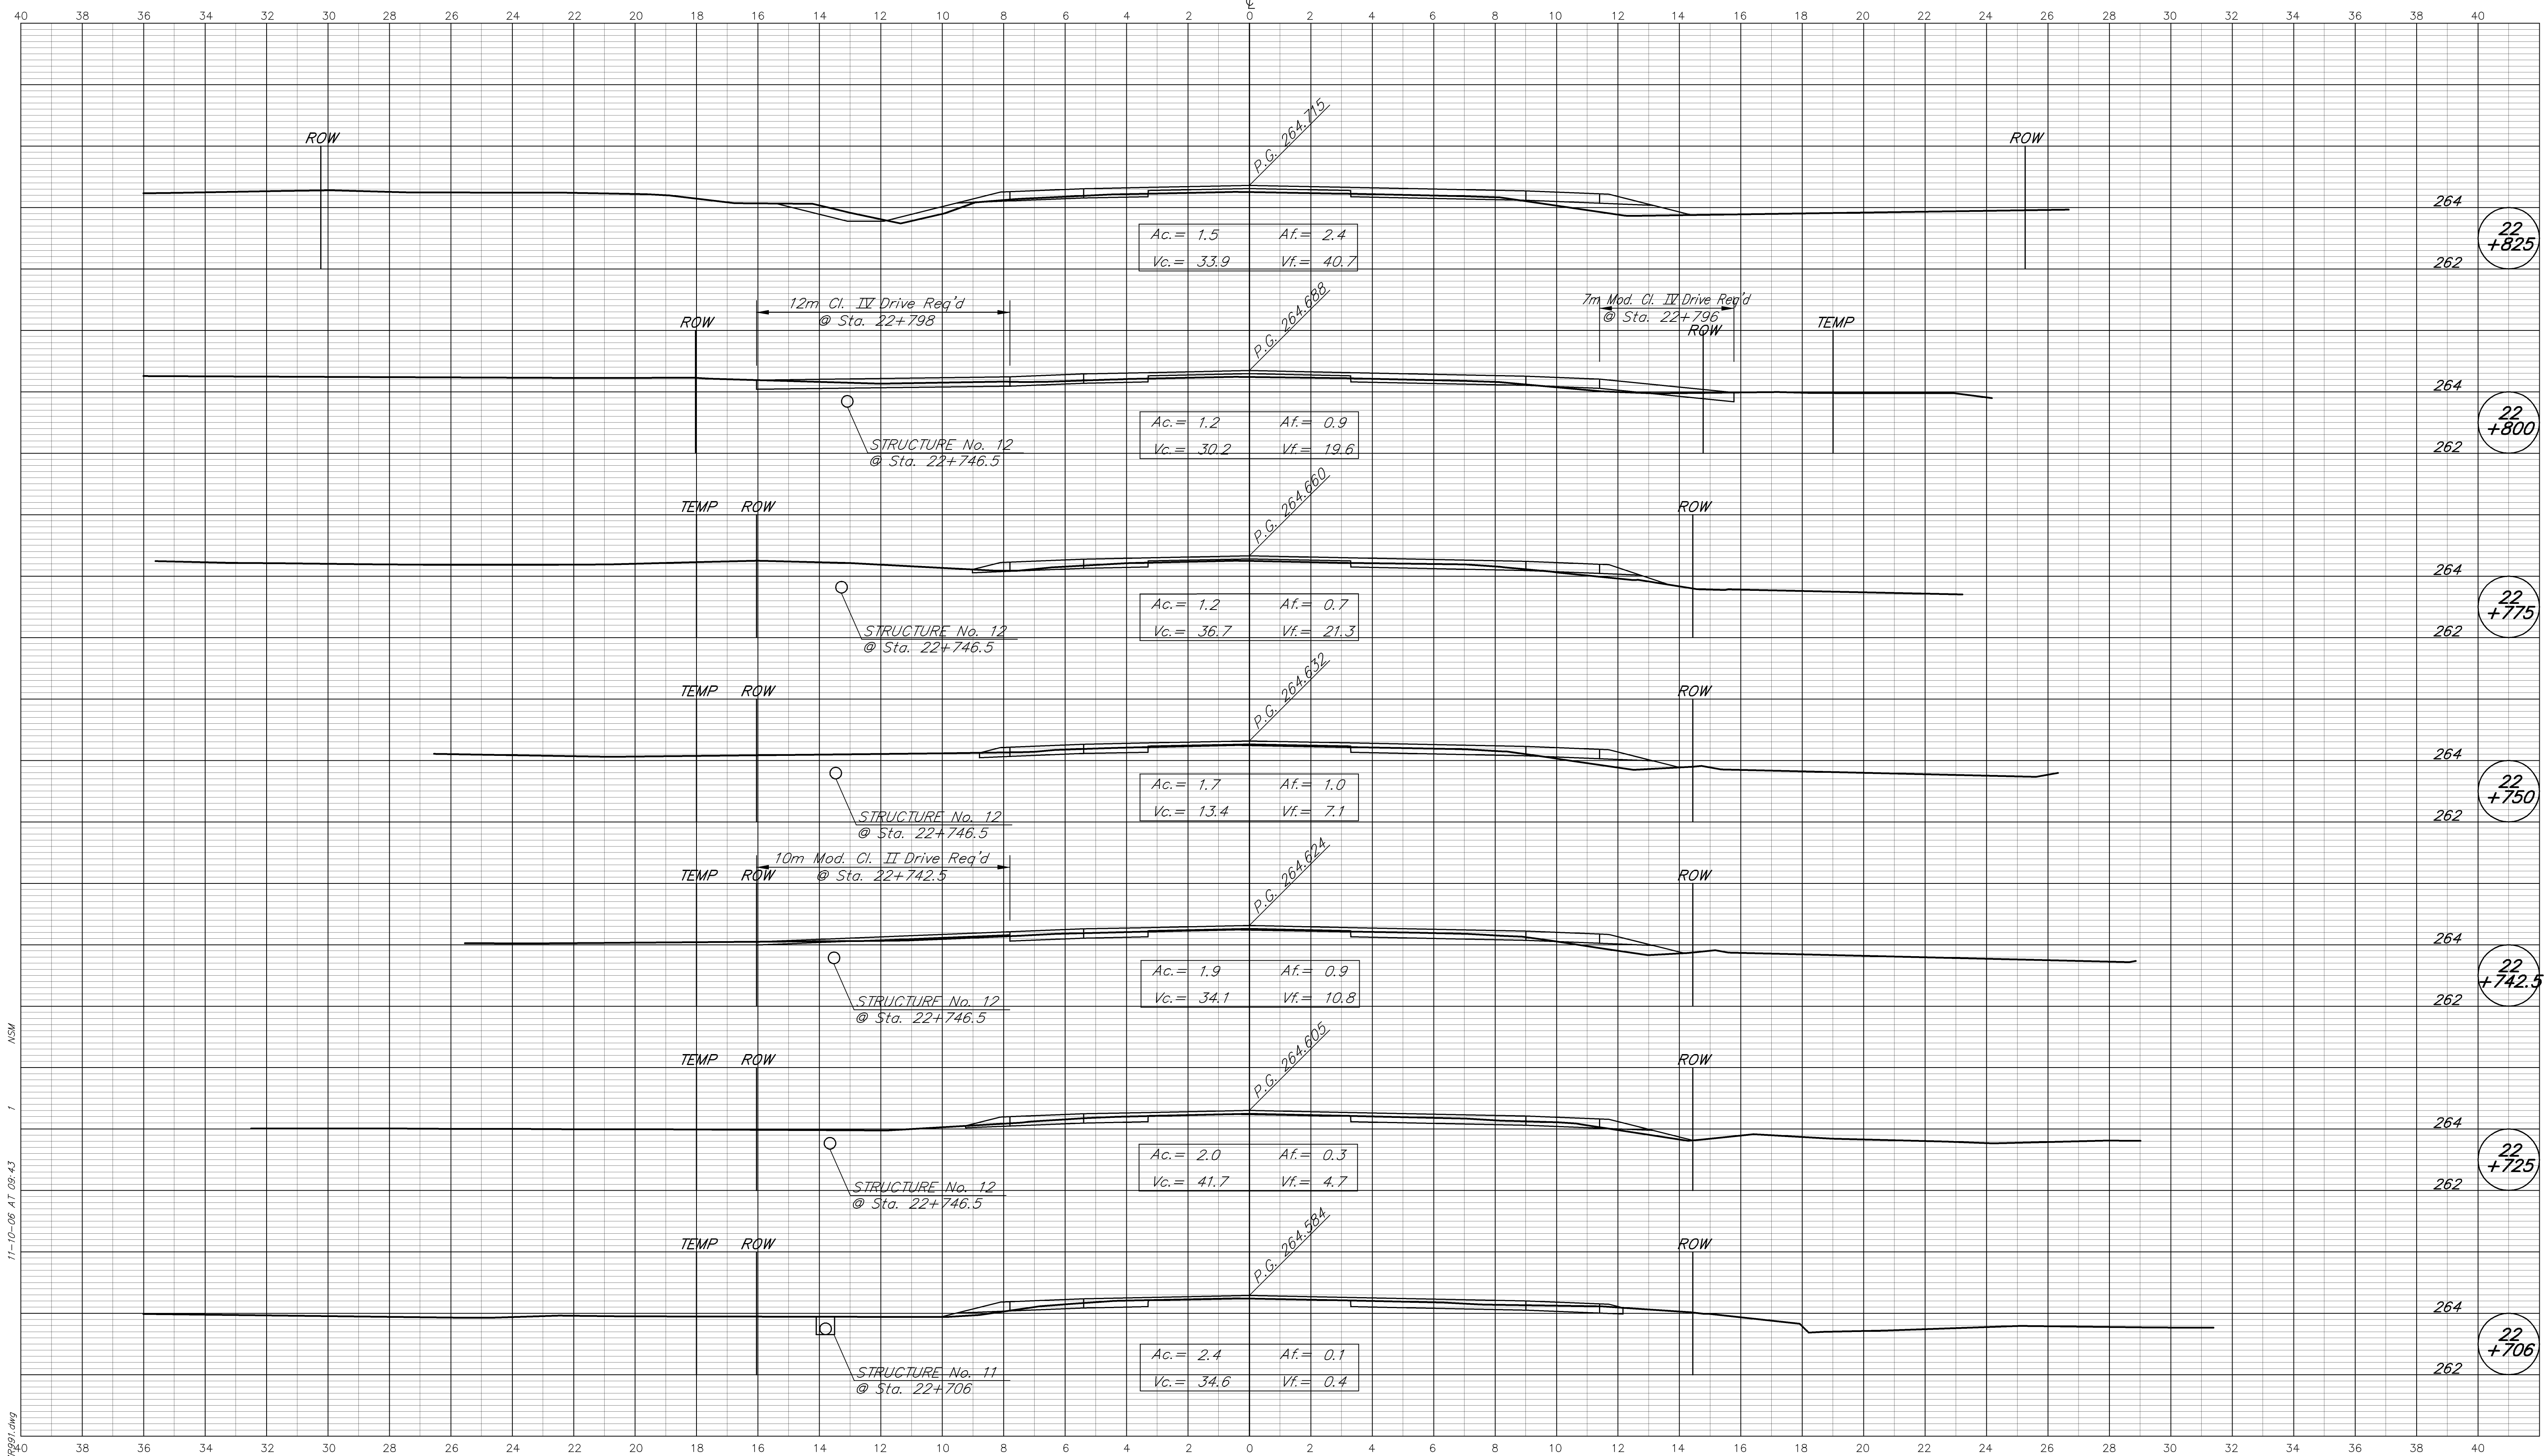 ℄
40 38 36 34 32 30 28 26 24 22 20 18 16 14 12 10 8 6 4 2 0 2 4 6 8 10 12 14 16 18 20 22 24 26 28 30 32 34 36 38 40
P.G. 264.715
ROW
ROW
264
22
+825
Ac.= 1.5 Af.= 2.4
Vc.= 33.9 Vf.= 40.7
262
12m Cl. IV Drive Req'd
@ Sta. 22+798
P.G. 264.688
7m Mod. Cl. IV Drive Req'd
@ Sta. 22+796
ROW
ROW
TEMP
264
22
+800
Ac.= 1.2 Af.= 0.9
Vc.= 30.2 Vf.= 19.6
STRUCTURE No. 12
@ Sta. 22+746.5
262
P.G. 264.660
TEMP ROW
ROW
264
22
+775
Ac.= 1.2 Af.= 0.7
Vc.= 36.7 Vf.= 21.3
STRUCTURE No. 12
@ Sta. 22+746.5
262
P.G. 264.632
TEMP ROW
ROW
264
22
+750
Ac.= 1.7 Af.= 1.0
Vc.= 13.4 Vf.= 7.1
STRUCTURE No. 12
@ Sta. 22+746.5
262
10m Mod. Cl. II Drive Req'd
@ Sta. 22+742.5
P.G. 264.624
TEMP ROW
ROW
264
22
+742.5
Ac.= 1.9 Af.= 0.9
Vc.= 34.1 Vf.= 10.8
STRUCTURE No. 12
@ Sta. 22+746.5
262
P.G. 264.605
TEMP ROW
ROW
264
22
+725
Ac.= 2.0 Af.= 0.3
Vc.= 41.7 Vf.= 4.7
STRUCTURE No. 12
@ Sta. 22+746.5
262
P.G. 264.584
TEMP ROW
ROW
264
22
+706
Ac.= 2.4 Af.= 0.1
Vc.= 34.6 Vf.= 0.4
STRUCTURE No. 11
@ Sta. 22+706
262
40 38 36 34 32 30 28 26 24 22 20 18 16 14 12 10 8 6 4 2 0 2 4 6 8 10 12 14 16 18 20 22 24 26 28 30 32 34 36 38 40
11-10-06 AT 09:43 1 NSM